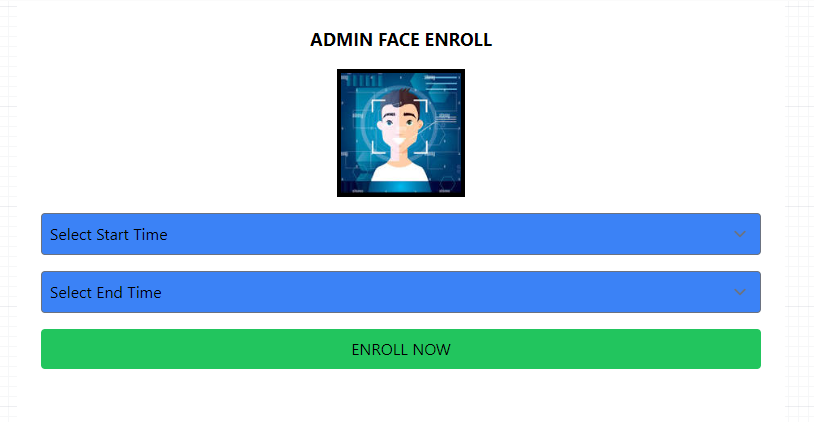 ADMIN FACE ENROLL
Select Start Time
Select End Time
ENROLL NOW